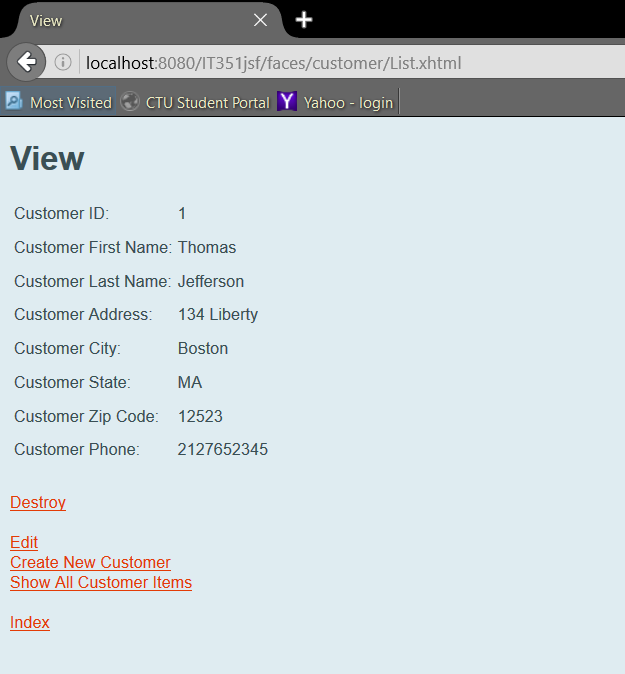 View
localhost:8080/IT351jsf/faces/customer/List.xhtml
Most Visited CTU Student Portal Yahoo - login
View
Customer ID: 1
Customer First Name: Thomas
Customer Last Name: Jefferson
Customer Address: 134 Liberty
Customer City: Boston
Customer State: MA
Customer Zip Code: 12523
Customer Phone: 2127652345
Destroy
Edit
Create New Customer
Show All Customer Items
Index